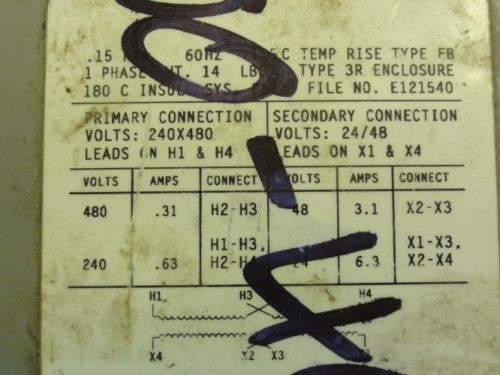 .15 60HZ C TEMP RISE TYPE FB
1 PHASE WT. 14 LBS TYPE 3R ENCLOSURE
180 C INSUL. SYS. FILE NO. E121540
PRIMARY CONNECTION
VOLTS: 240X480
LEADS ON H1 & H4
SECONDARY CONNECTION
VOLTS: 24/48
LEADS ON X1 & X4
VOLTS AMPS CONNECT VOLTS AMPS CONNECT
480 .31 H2-H3 48 3.1 X2-X3
H1-H3, X1-X3,
240 .63 H2-H4 24 6.3 X2-X4
H1 H3 H4
X4 X2 X3